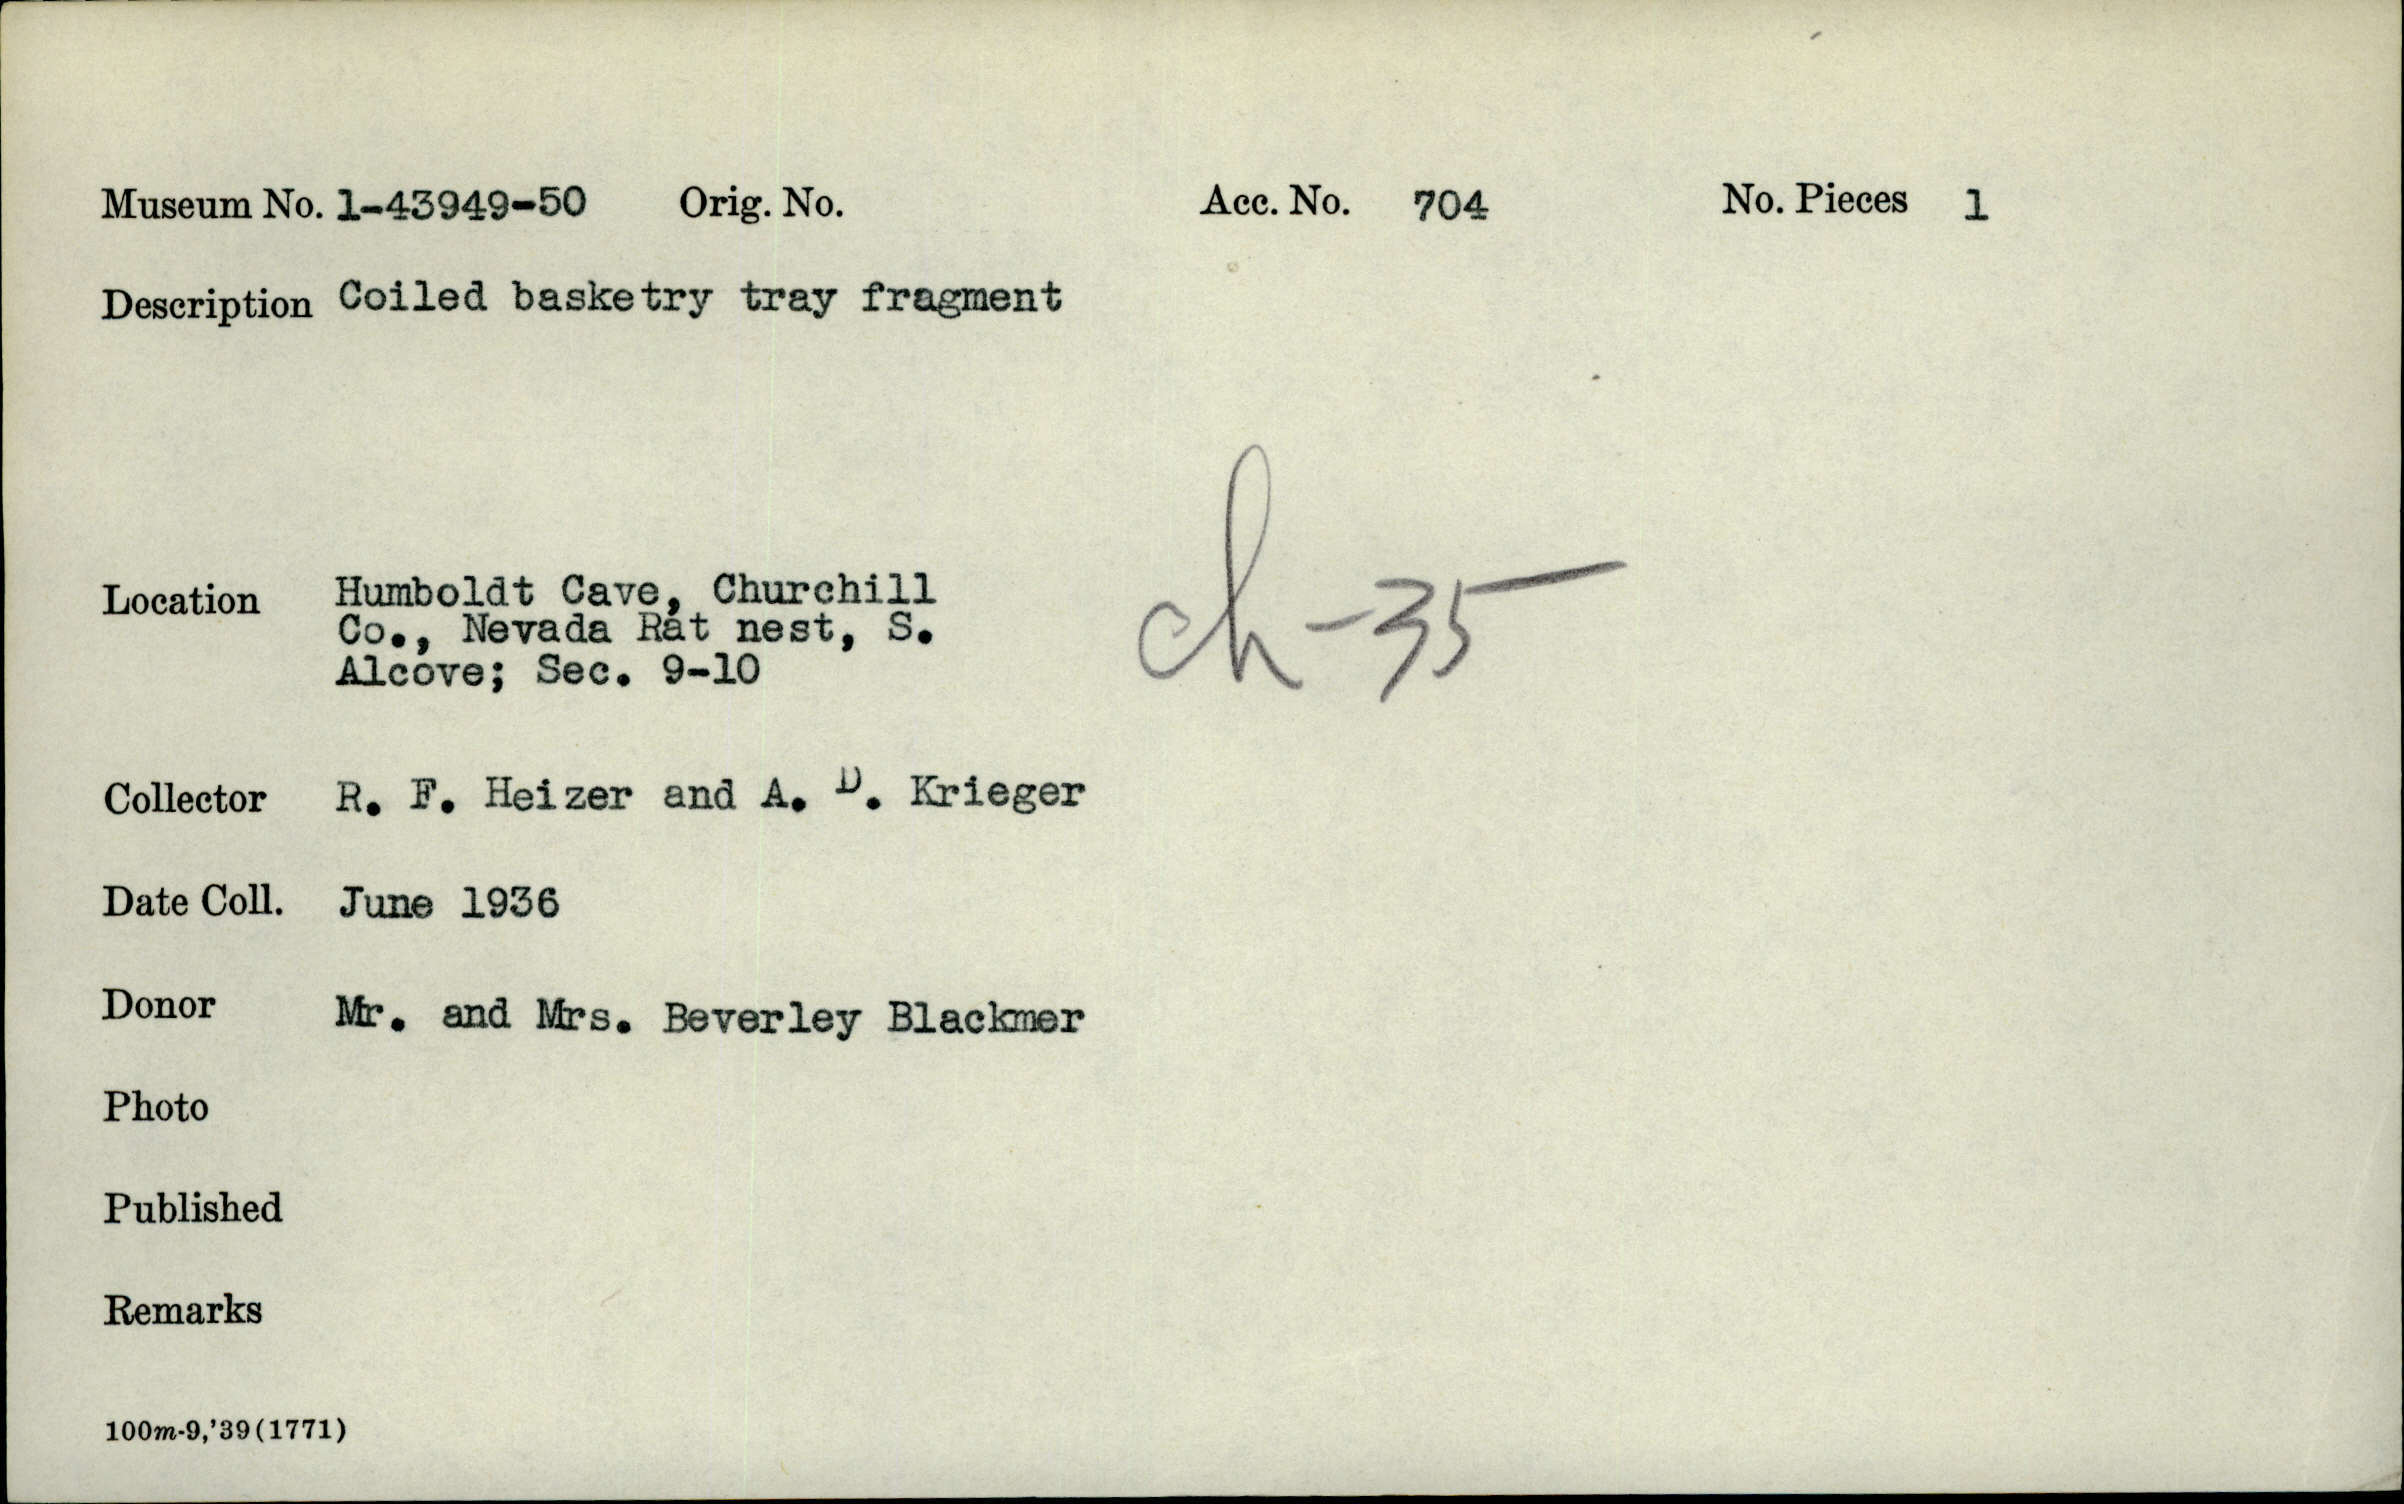 Museum No. 1-43949-50 Orig. No. Acc. No. 704 No. Pieces 1
Description Coiled basketry tray fragment
Location Humboldt Cave, Churchill
Co., Nevada Rat nest, S.
Alcove; Sec. 9-10
ch-35
Collector R. F. Heizer and A. D. Krieger
Date Coll. June 1936
Donor Mr. and Mrs. Beverley Blackmer
Photo
Published
Remarks
100m-9,'39(1771)